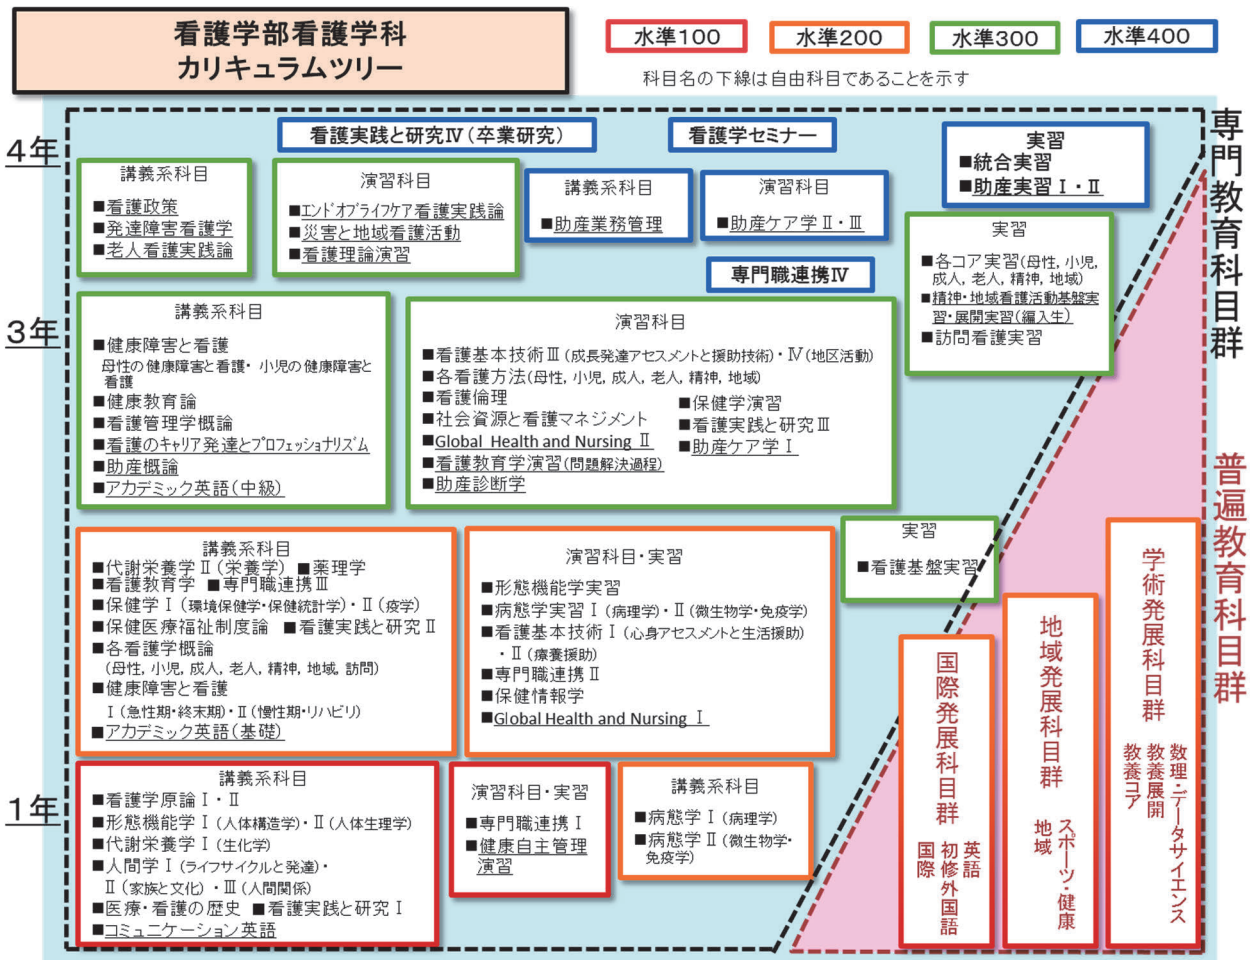 看護学部看護学科
カリキュラムツリー
水準100
水準200
水準300
水準400
科目名の下線は自由科目であることを示す
専門教育科目群
普遍教育科目群
4年
看護実践と研究Ⅳ(卒業研究)
看護学セミナー
実習
■統合実習
■助産実習Ⅰ・Ⅱ
講義系科目
■看護政策
■発達障害看護学
■老人看護実践論
演習科目
■エンドオブライフケア看護実践論
■災害と地域看護活動
■看護理論演習
講義系科目
■助産業務管理
演習科目
■助産ケア学Ⅱ・Ⅲ
専門職連携Ⅳ
実習
■各コア実習(母性, 小児,
成人, 老人, 精神, 地域)
■精神・地域看護活動基盤実
習・展開実習(編入生)
■訪問看護実習
3年
講義系科目
■健康障害と看護
母性の健康障害と看護・小児の健康障害と
看護
■健康教育論
■看護管理学概論
■看護のキャリア発達とプロフェッショナリズム
■助産概論
■アカデミック英語(中級)
演習科目
■看護基本技術Ⅲ(成長発達アセスメントと援助技術)・Ⅳ(地区活動)
■各看護方法(母性, 小児, 成人, 老人, 精神, 地域)
■看護倫理
■社会資源と看護マネジメント
■Global Health and Nursing Ⅱ
■看護教育学演習(問題解決過程)
■助産診断学
■保健学演習
■看護実践と研究Ⅲ
■助産ケア学Ⅰ
講義系科目
■代謝栄養学Ⅱ(栄養学) ■薬理学
■看護教育学 ■専門職連携Ⅲ
■保健学Ⅰ(環境保健学・保健統計学)・Ⅱ(疫学)
■保健医療福祉制度論 ■看護実践と研究Ⅱ
■各看護学概論
(母性, 小児, 成人, 老人, 精神, 地域, 訪問)
■健康障害と看護
Ⅰ(急性期・終末期)・Ⅱ(慢性期・リハビリ)
■アカデミック英語(基礎)
演習科目・実習
■形態機能学実習
■病態学実習Ⅰ(病理学)・Ⅱ(微生物学・免疫学)
■看護基本技術Ⅰ(心身アセスメントと生活援助)
・Ⅱ(療養援助)
■専門職連携Ⅱ
■保健情報学
■Global Health and Nursing Ⅰ
実習
■看護基盤実習
1年
講義系科目
■看護学原論Ⅰ・Ⅱ
■形態機能学Ⅰ(人体構造学)・Ⅱ(人体生理学)
■代謝栄養学Ⅰ(生化学)
■人間学Ⅰ(ライフサイクルと発達)・
Ⅱ(家族と文化)・Ⅲ(人間関係)
■医療・看護の歴史 ■看護実践と研究Ⅰ
■コミュニケーション英語
演習科目・実習
■専門職連携Ⅰ
■健康自主管理
演習
講義系科目
■病態学Ⅰ(病理学)
■病態学Ⅱ(微生物学・
免疫学)
国際発展科目群
英語
初修外国語
国際
地域発展科目群
スポーツ・健康
地域
学術発展科目群
数理・データサイエンス
教養展開
教養コア